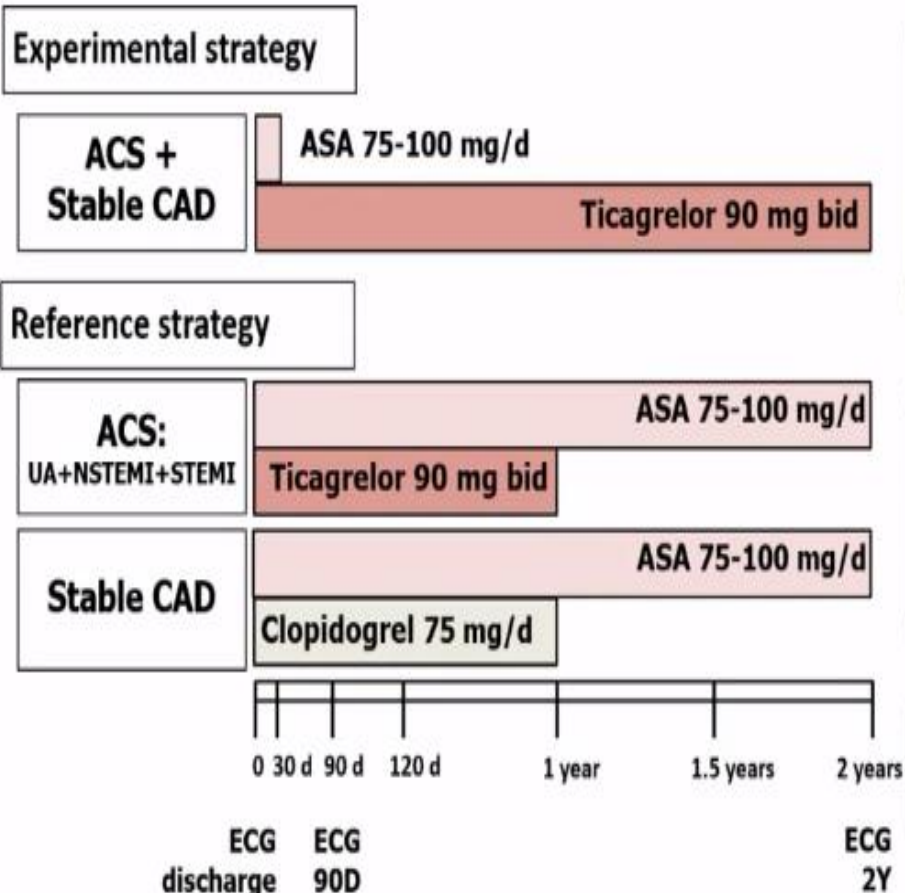 Experimental strategy
ACS +
Stable CAD
ASA 75-100 mg/d
Ticagrelor 90 mg bid
Reference strategy
ACS:
UA+NSTEMI+STEMI
ASA 75-100 mg/d
Ticagrelor 90 mg bid
Stable CAD
ASA 75-100 mg/d
Clopidogrel 75 mg/d
0 30 d 90 d 120 d 1 year 1.5 years 2 years
ECG ECG ECG
discharge 90D 2Y